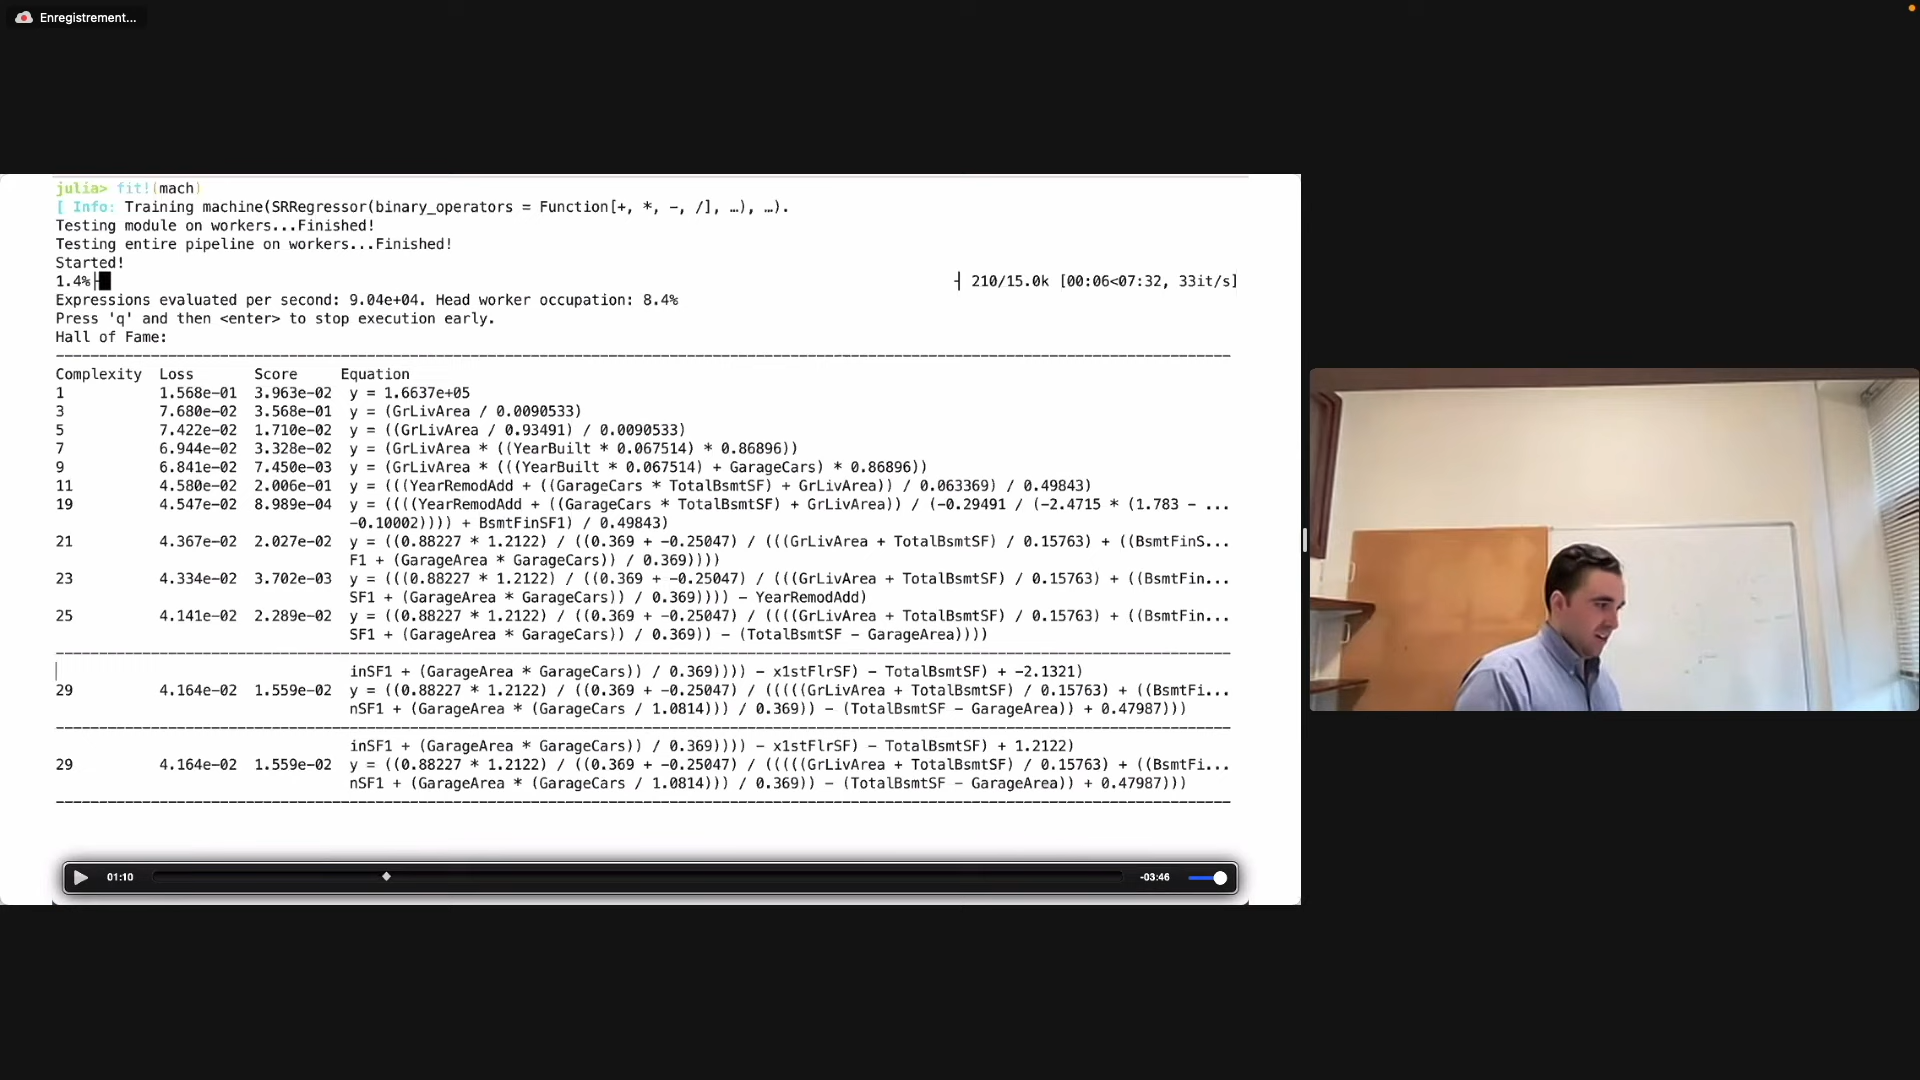 Enregistrement...
julia> fit!(mach)
[ Info: Training machine(SRRegressor(binary_operators = Function[+, *, -, /], …), …).
Testing module on workers...Finished!
Testing entire pipeline on workers...Finished!
Started!
1.4% 210/15.0k [00:06<07:32, 33it/s]
Expressions evaluated per second: 9.04e+04. Head worker occupation: 8.4%
Press 'q' and then <enter> to stop execution early.
Hall of Fame:
Complexity Loss Score Equation
1 1.568e-01 3.963e-02 y = 1.6637e+05
3 7.680e-02 3.568e-01 y = (GrLivArea / 0.0090533)
5 7.422e-02 1.710e-02 y = ((GrLivArea / 0.93491) / 0.0090533)
7 6.944e-02 3.328e-02 y = (GrLivArea * ((YearBuilt * 0.067514) * 0.86896))
9 6.841e-02 7.450e-03 y = (GrLivArea * (((YearBuilt * 0.067514) + GarageCars) * 0.86896))
11 4.580e-02 2.006e-01 y = (((YearRemodAdd + ((GarageCars * TotalBsmtSF) + GrLivArea)) / 0.063369) / 0.49843)
19 4.547e-02 8.989e-04 y = ((((YearRemodAdd + ((GarageCars * TotalBsmtSF) + GrLivArea)) / (-0.29491 / (-2.4715 * (1.783 - ...
-0.10002)))) + BsmtFinSF1) / 0.49843)
21 4.367e-02 2.027e-02 y = ((0.88227 * 1.2122) / ((0.369 + -0.25047) / (((GrLivArea + TotalBsmtSF) / 0.15763) + ((BsmtFinS...
F1 + (GarageArea * GarageCars)) / 0.369))))
23 4.334e-02 3.702e-03 y = (((0.88227 * 1.2122) / ((0.369 + -0.25047) / (((GrLivArea + TotalBsmtSF) / 0.15763) + ((BsmtFin...
SF1 + (GarageArea * GarageCars)) / 0.369)))) - YearRemodAdd)
25 4.141e-02 2.289e-02 y = ((0.88227 * 1.2122) / ((0.369 + -0.25047) / ((((GrLivArea + TotalBsmtSF) / 0.15763) + ((BsmtFin...
SF1 + (GarageArea * GarageCars)) / 0.369)) - (TotalBsmtSF - GarageArea))))
inSF1 + (GarageArea * GarageCars)) / 0.369)))) - x1stFlrSF) - TotalBsmtSF) + -2.1321)
29 4.164e-02 1.559e-02 y = ((0.88227 * 1.2122) / ((0.369 + -0.25047) / (((((GrLivArea + TotalBsmtSF) / 0.15763) + ((BsmtFi...
nSF1 + (GarageArea * (GarageCars / 1.0814))) / 0.369)) - (TotalBsmtSF - GarageArea)) + 0.47987)))
inSF1 + (GarageArea * GarageCars)) / 0.369)))) - x1stFlrSF) - TotalBsmtSF) + 1.2122)
29 4.164e-02 1.559e-02 y = ((0.88227 * 1.2122) / ((0.369 + -0.25047) / (((((GrLivArea + TotalBsmtSF) / 0.15763) + ((BsmtFi...
nSF1 + (GarageArea * (GarageCars / 1.0814))) / 0.369)) - (TotalBsmtSF - GarageArea)) + 0.47987)))
01:10 -03:46